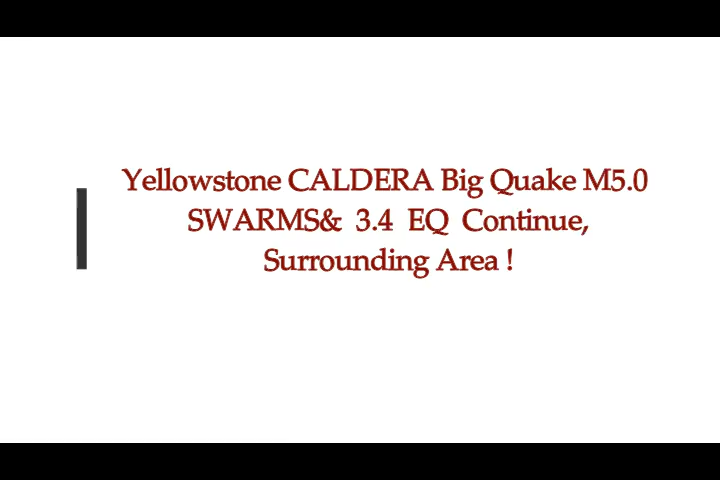 Yellowstone CALDERA Big Quake M5.0
SWARMS& 3.4 EQ Continue,
Surrounding Area !